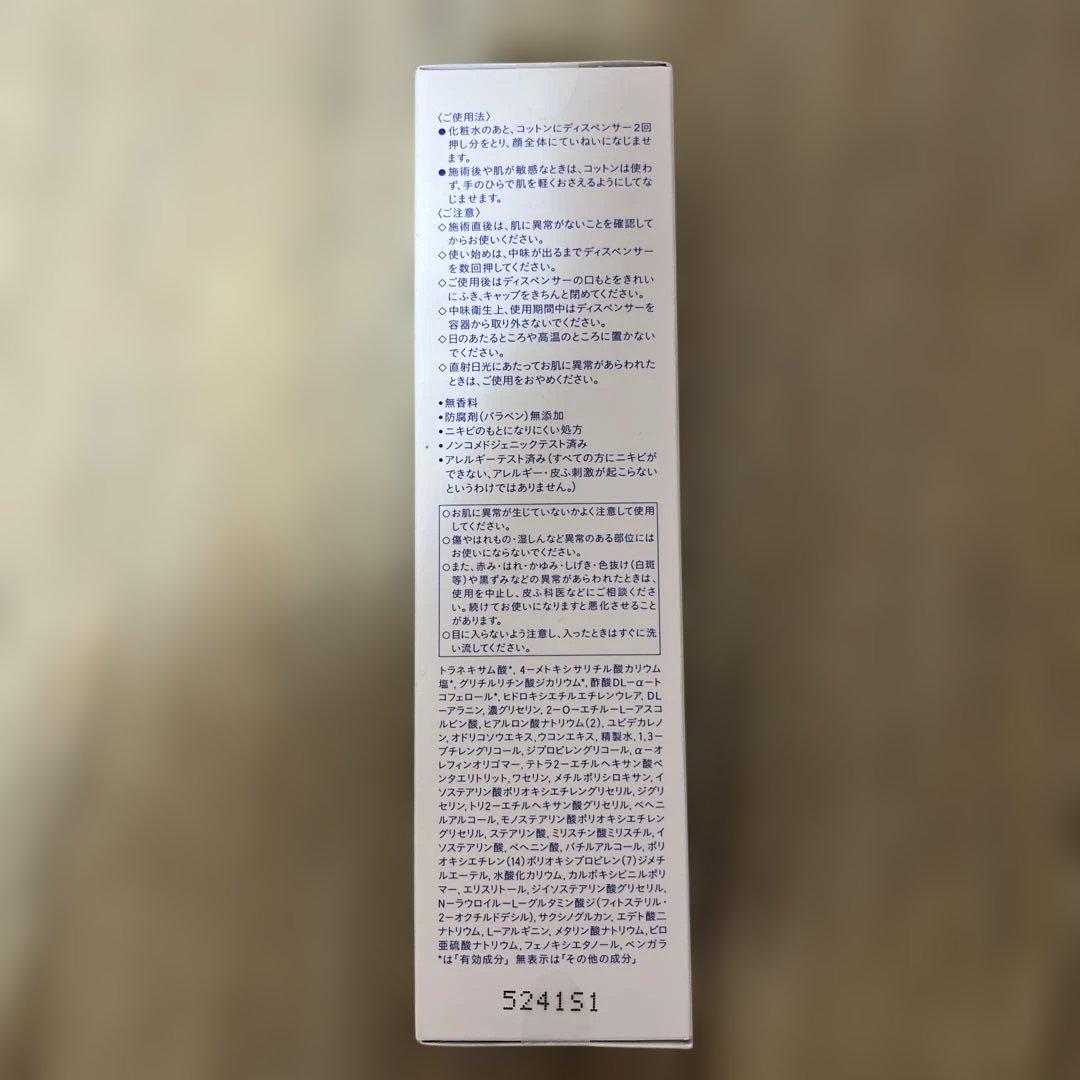 〈ご使用法〉
●化粧水のあと、コットンにディスペンサー2回
押し分をとり、顔全体にていねいになじませ
ます。
●施術後や肌が敏感なときは、コットンは使わ
ず、手のひらで肌を軽くおさえるようにしてな
じませます。
〈ご注意〉
◇施術直後は、肌に異常がないことを確認して
からお使いください。
◇使い始めは、中味が出るまでディスペンサー
を数回押してください。
◇ご使用後はディスペンサーの口もとをきれい
にふき、キャップをきちんと閉めてください。
◇中味衛生上、使用期間中はディスペンサーを
容器から取り外さないでください。
◇日のあたるところや高温のところに置かない
でください。
◇直射日光にあたってお肌に異常があらわれた
ときは、ご使用をおやめください。
•無香料
•防腐剤(パラベン)無添加
•ニキビのもとになりにくい処方
•ノンコメドジェニックテスト済み
•アレルギーテスト済み(すべての方にニキビが
できない、アレルギー・皮ふ刺激が起こらない
というわけではありません。)
○お肌に異常が生じていないかよく注意して使用
してください。
○傷やはれもの・湿しんなど異常のある部位には
お使いにならないでください。
○また、赤み・はれ・かゆみ・しげき・色抜け(白斑
等)や黒ずみなどの異常があらわれたときは、
使用を中止し、皮ふ科医などにご相談くださ
い。続けてお使いになりますと悪化させること
があります。
○目に入らないよう注意し、入ったときはすぐに洗
い流してください。
トラネキサム酸*, 4ーメトキシサリチル酸カリウム
塩*, グリチルリチン酸ジカリウム*, 酢酸DLーαート
コフェロール*, ヒドロキシエチルエチレンウレア, DL
ーアラニン, 濃グリセリン, 2ーOーエチルーLーアスコ
ルビン酸, ヒアルロン酸ナトリウム(2), ユビデカレノ
ン, オドリコソウエキス, ウコンエキス, 精製水, 1,3ー
ブチレングリコール, ジプロピレングリコール, αーオ
レフィンオリゴマー, テトラ2ーエチルヘキサン酸ペ
ンタエリトリット, ワセリン, メチルポリシロキサン, イ
ソステアリン酸ポリオキシエチレングリセリル, ジグリ
セリン, トリ2ーエチルヘキサン酸グリセリル, ベヘニ
ルアルコール, モノステアリン酸ポリオキシエチレン
グリセリル, ステアリン酸, ミリスチン酸ミリスチル, イ
ソステアリン酸, ベヘニン酸, バチルアルコール, ポリ
オキシエチレン(14)ポリオキシプロピレン(7)ジメチ
ルエーテル, 水酸化カリウム, カルボキシビニルポリ
マー, エリスリトール, ジイソステアリン酸グリセリル,
NーラウロイルーLーグルタミン酸ジ(フィトステリル・
2ーオクチルドデシル), サクシノグルカン, エデト酸二
ナトリウム, Lーアルギニン, メタリン酸ナトリウム, ピロ
亜硫酸ナトリウム, フェノキシエタノール, ベンガラ
*は「有効成分」 無表示は「その他の成分」
5241S1